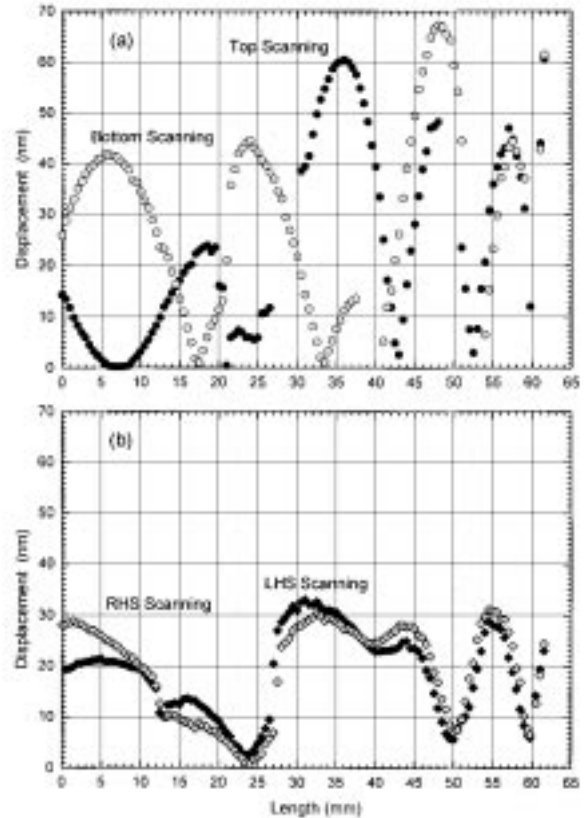 70
(a)
Top Scanning
60
50
Bottom Scanning
40
30
20
10
0
Displacement (nm)
0 5 10 15 20 25 30 35 40 45 50 55 60 65
70
(b)
60
50
40
LHS Scanning
RHS Scanning
30
20
10
0
Displacement (nm)
0 5 10 15 20 25 30 35 40 45 50 55 60 65
Length (mm)